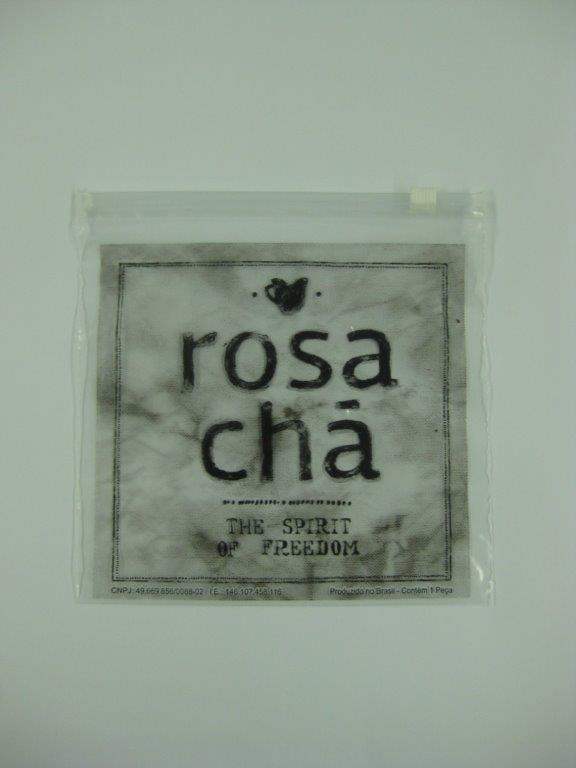 rosa
chá
THE SPIRIT
OF FREEDOM
CNPJ: 49.669.856/0088-02 I.E.: 146.107.458.116 Produzido no Brasil - Contém 1 Peça